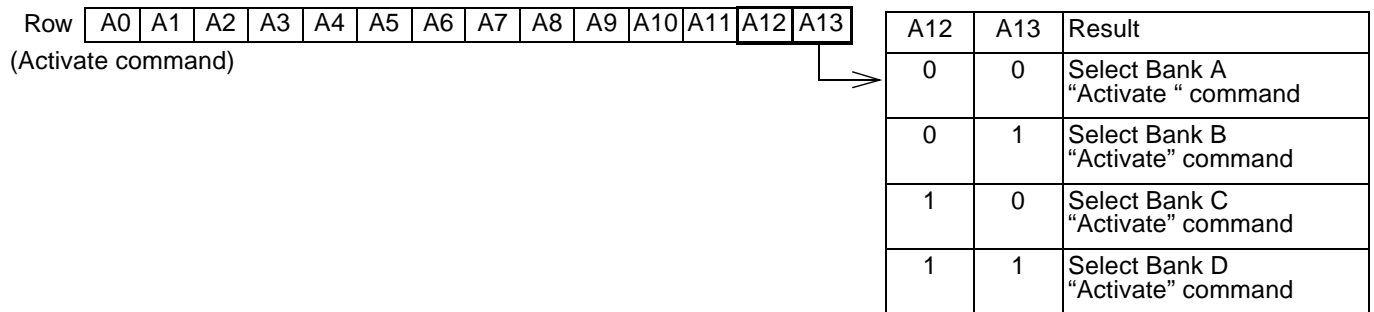 Row A0 A1 A2 A3 A4 A5 A6 A7 A8 A9 A10 A11 A12 A13
(Activate command)
A12 A13 Result
0 0 Select Bank A
“Activate “ command
0 1 Select Bank B
“Activate” command
1 0 Select Bank C
“Activate” command
1 1 Select Bank D
“Activate” command